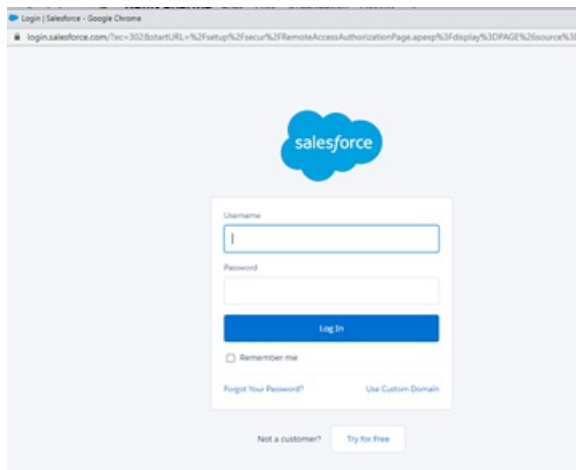 Login | Salesforce - Google Chrome
login.salesforce.com/?ec=302&startURL=%2Fsetup%2Fsecur%2FRemoteAccessAuthorizationPage.apexp%3Fdisplay%3DPAGE%26source%3D
salesforce
Username
Password
Log In
Remember me
Forgot Your Password? Use Custom Domain
Not a customer? Try for Free